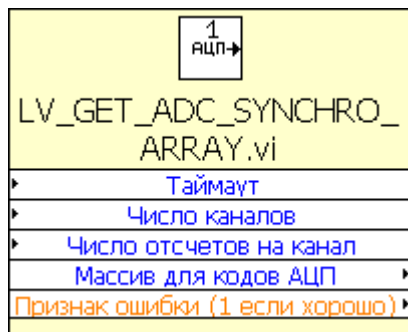 1
АЦП
LV_GET_ADC_SYNCHRO_
ARRAY.vi
Таймаут
Число каналов
Число отсчетов на канал
Массив для кодов АЦП
Признак ошибки (1 если хорошо)